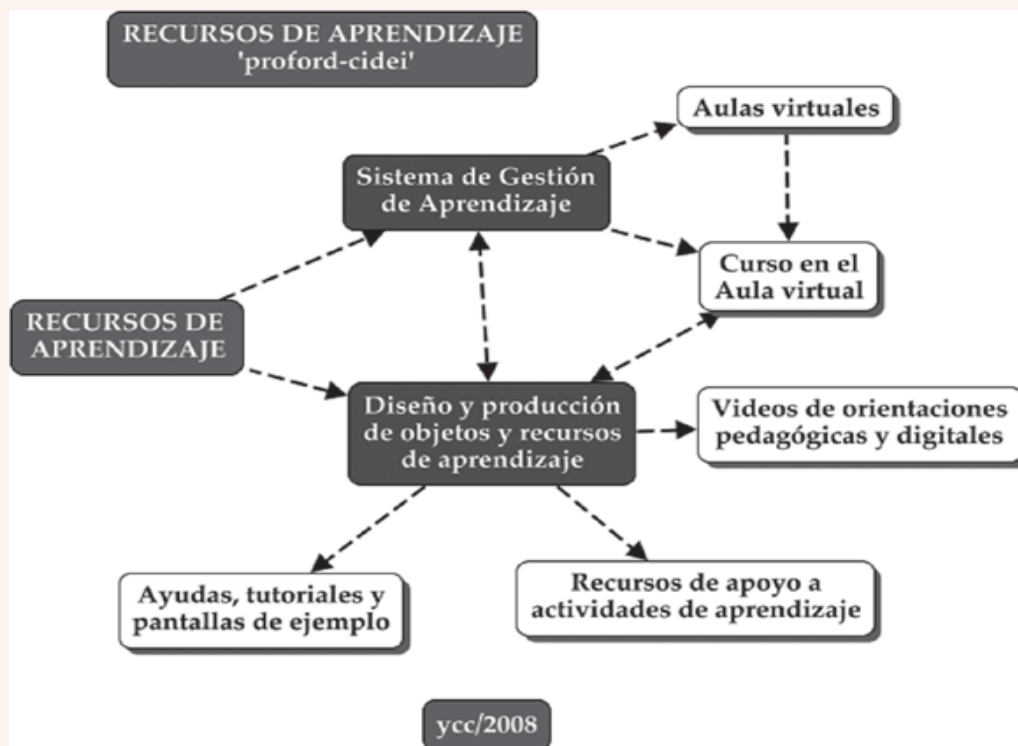 RECURSOS DE APRENDIZAJE
'proford-cidei'
Aulas virtuales
Sistema de Gestión
de Aprendizaje
Curso en el
Aula virtual
RECURSOS DE
APRENDIZAJE
Diseño y producción
de objetos y recursos
de aprendizaje
Videos de orientaciones
pedagógicas y digitales
Ayudas, tutoriales y
pantallas de ejemplo
Recursos de apoyo a
actividades de aprendizaje
ycc/2008